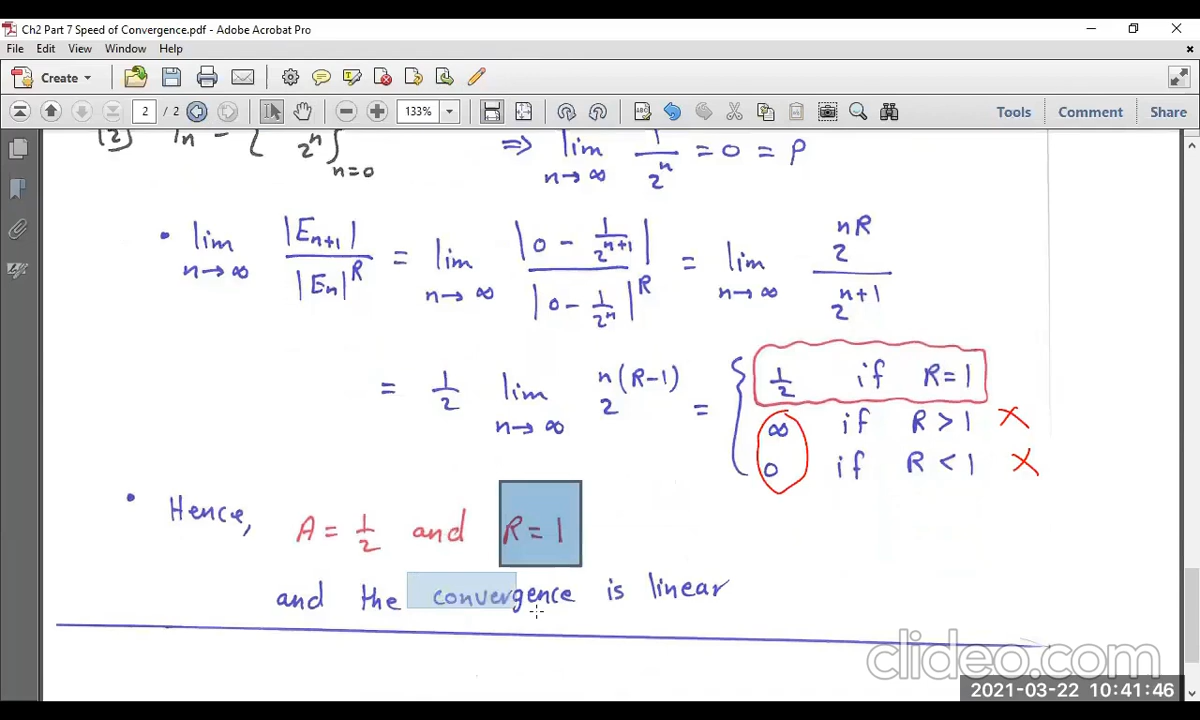 Ch2 Part 7 Speed of Convergence.pdf - Adobe Acrobat Pro
File Edit View Window Help
Create
2 / 2 133% Tools Comment Share
(2) 2^n n=0 ⇒ lim n→∞ 1/2^n = 0 = P
• lim n→∞ |E_{n+1}| / |E_n|^R = lim n→∞ |0 - 1/2^{n+1}| / |0 - 1/2^n|^R = lim n→∞ 2^{nR} / 2^{n+1}
= 1/2 lim n→∞ 2^{n(R-1)} = { 1/2 if R=1
∞ if R > 1 ×
0 if R < 1 ×
• Hence, A = 1/2 and R = 1
and the convergence is linear
clideo.com
2021-03-22 10:41:46